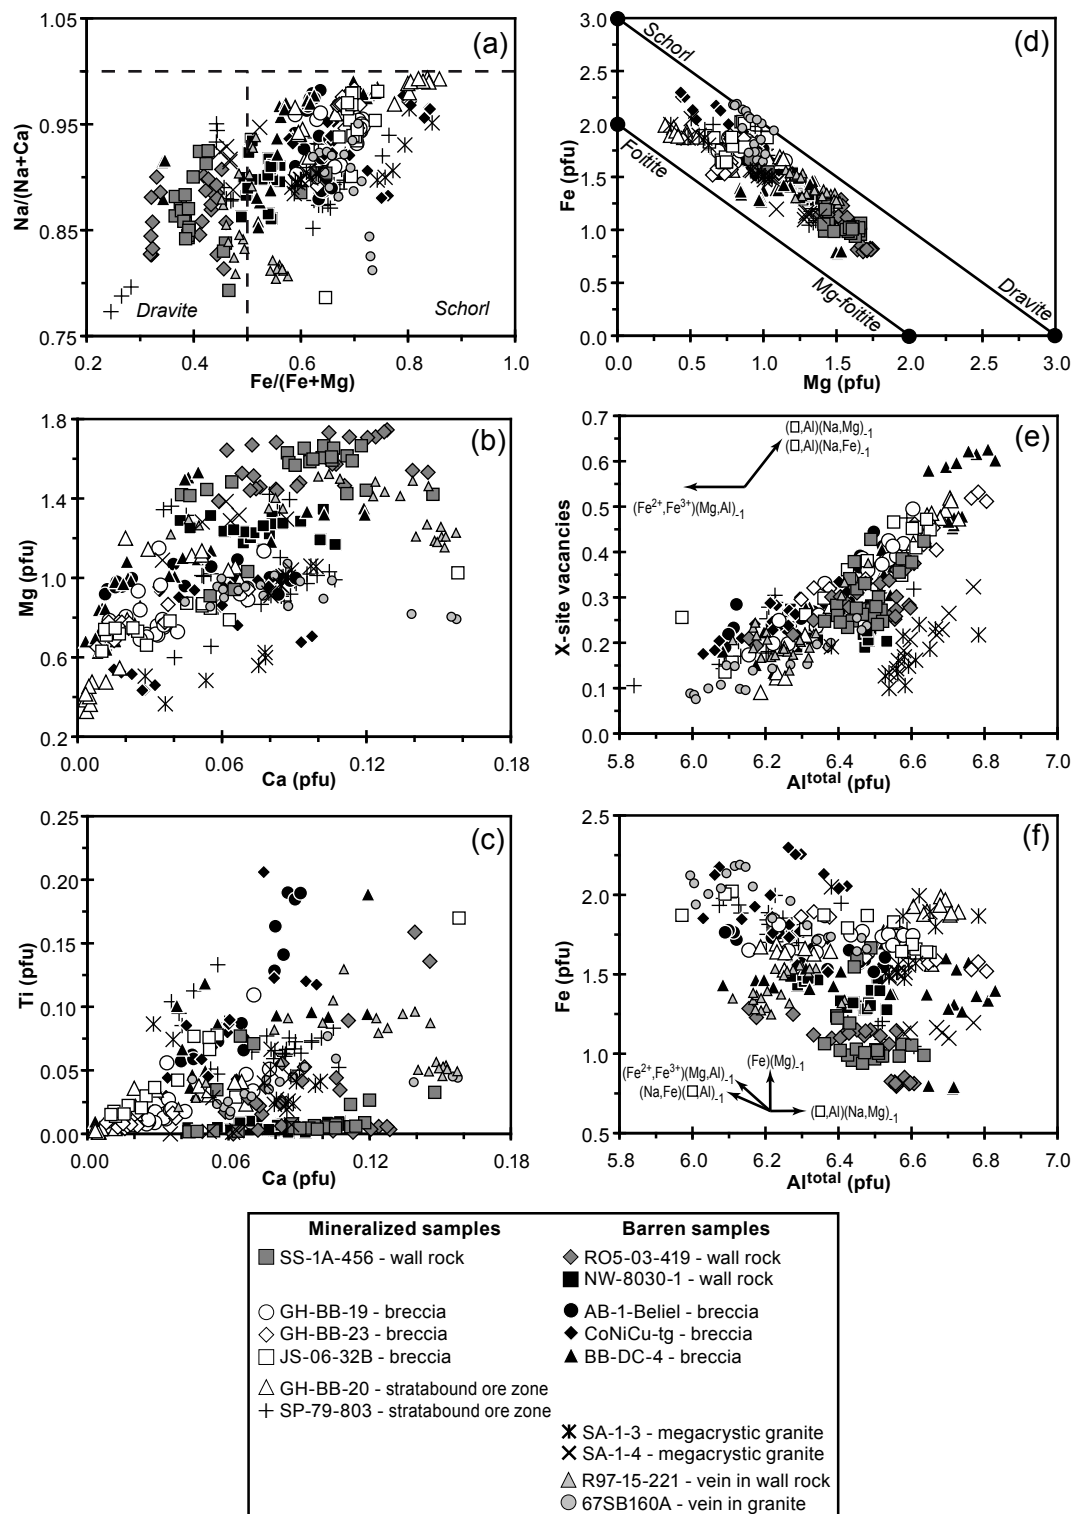 (a)
1.05
1.00
0.95
0.90
0.85
0.80
0.75
Na/(Na+Ca)
Dravite
Schorl
0.2
0.4
0.6
0.8
1.0
Fe/(Fe+Mg)
(d)
3.0
2.5
2.0
1.5
1.0
0.5
0.0
Fe (pfu)
Schorl
Foitite
Mg-foitite
Dravite
0.0
0.5
1.0
1.5
2.0
2.5
3.0
Mg (pfu)
(b)
1.8
1.4
1.0
0.6
0.2
Mg (pfu)
0.00
0.06
0.12
0.18
Ca (pfu)
(e)
0.7
0.6
0.5
0.4
0.3
0.2
0.1
0.0
X-site vacancies
(□,Al)(Na,Mg)-1
(□,Al)(Na,Fe)-1
(Fe2+,Fe3+)(Mg,Al)-1
5.8
6.0
6.2
6.4
6.6
6.8
7.0
Altotal (pfu)
(c)
0.25
0.20
0.15
0.10
0.05
0.00
Ti (pfu)
0.00
0.06
0.12
0.18
Ca (pfu)
(f)
2.5
2.0
1.5
1.0
0.5
Fe (pfu)
(Fe)(Mg)-1
(Fe2+,Fe3+)(Mg,Al)-1
(Na,Fe)(□,Al)-1
(□,Al)(Na,Mg)-1
5.8
6.0
6.2
6.4
6.6
6.8
7.0
Altotal (pfu)
Mineralized samples
SS-1A-456 - wall rock
GH-BB-19 - breccia
GH-BB-23 - breccia
JS-06-32B - breccia
GH-BB-20 - stratabound ore zone
SP-79-803 - stratabound ore zone
Barren samples
RO5-03-419 - wall rock
NW-8030-1 - wall rock
AB-1-Beliel - breccia
CoNiCu-tg - breccia
BB-DC-4 - breccia
SA-1-3 - megacrystic granite
SA-1-4 - megacrystic granite
R97-15-221 - vein in wall rock
67SB160A - vein in granite